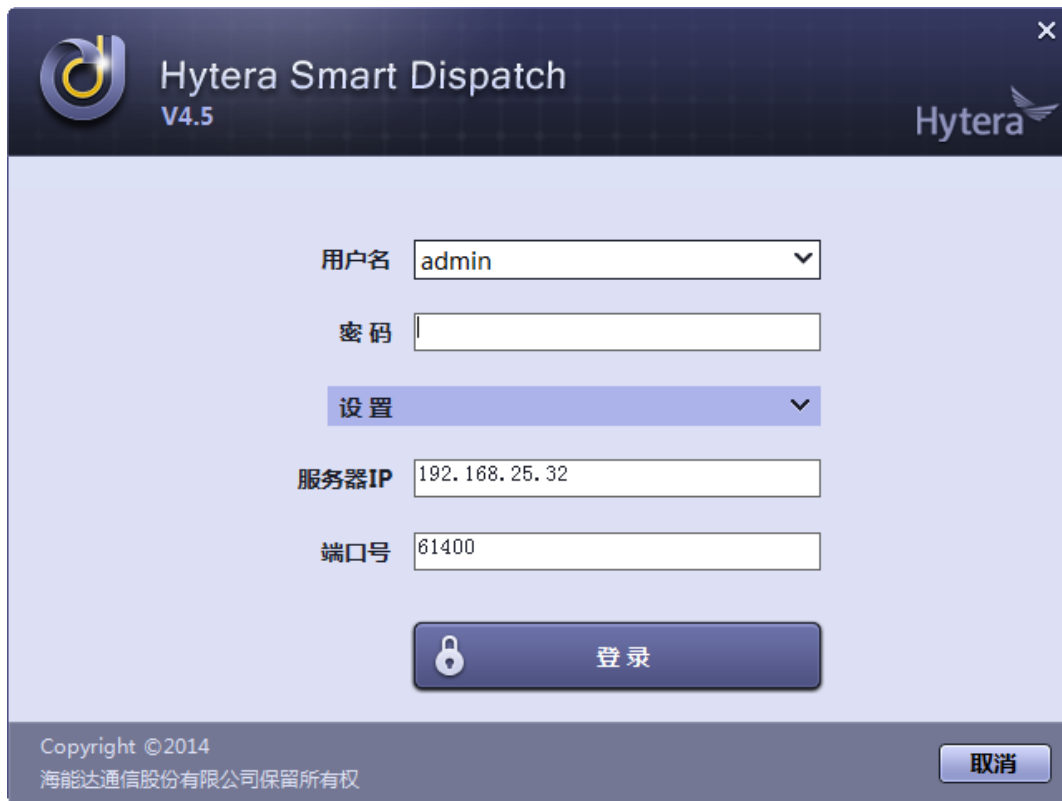 Hytera Smart Dispatch
V4.5
Hytera
用户名 admin
密 码
设 置
服务器IP 192.168.25.32
端口号 61400
登 录
Copyright ©2014
海能达通信股份有限公司保留所有权
取消